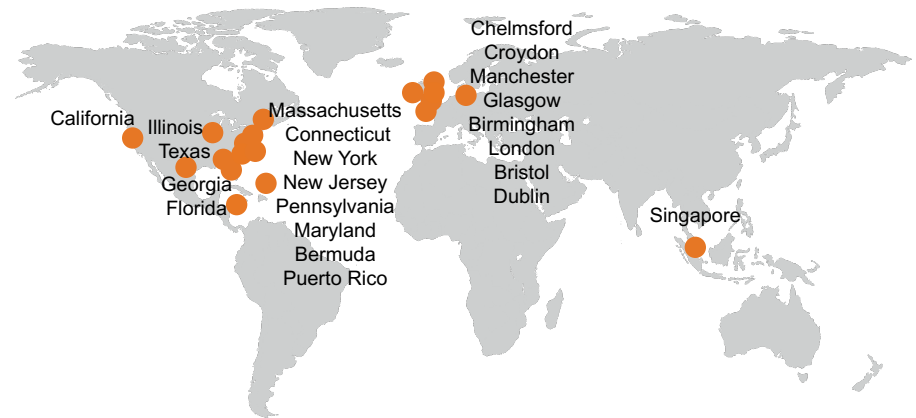 California
Illinois
Texas
Georgia
Florida
Massachusetts
Connecticut
New York
New Jersey
Pennsylvania
Maryland
Bermuda
Puerto Rico
Chelmsford
Croydon
Manchester
Glasgow
Birmingham
London
Bristol
Dublin
Singapore